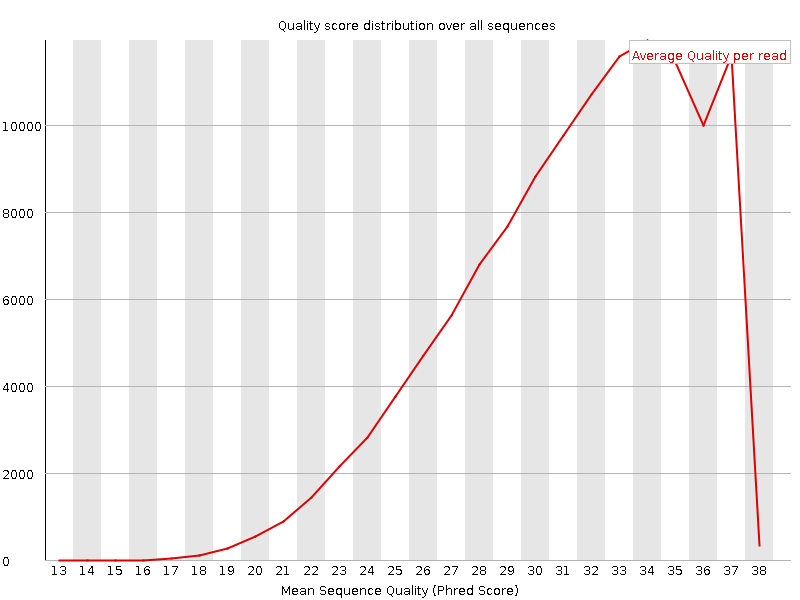 Quality score distribution over all sequences
Average Quality per read
10000
8000
6000
4000
2000
0
13 14 15 16 17 18 19 20 21 22 23 24 25 26 27 28 29 30 31 32 33 34 35 36 37 38
Mean Sequence Quality (Phred Score)